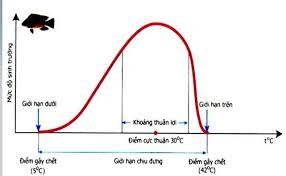 Mức độ sinh trưởng
Giới hạn dưới
Khoảng thuận lợi
Giới hạn trên
Điểm cực thuận 30°C
t°C
Điểm gây chết
(5°C)
Giới hạn chịu đựng
Điểm gây chết
(42°C)